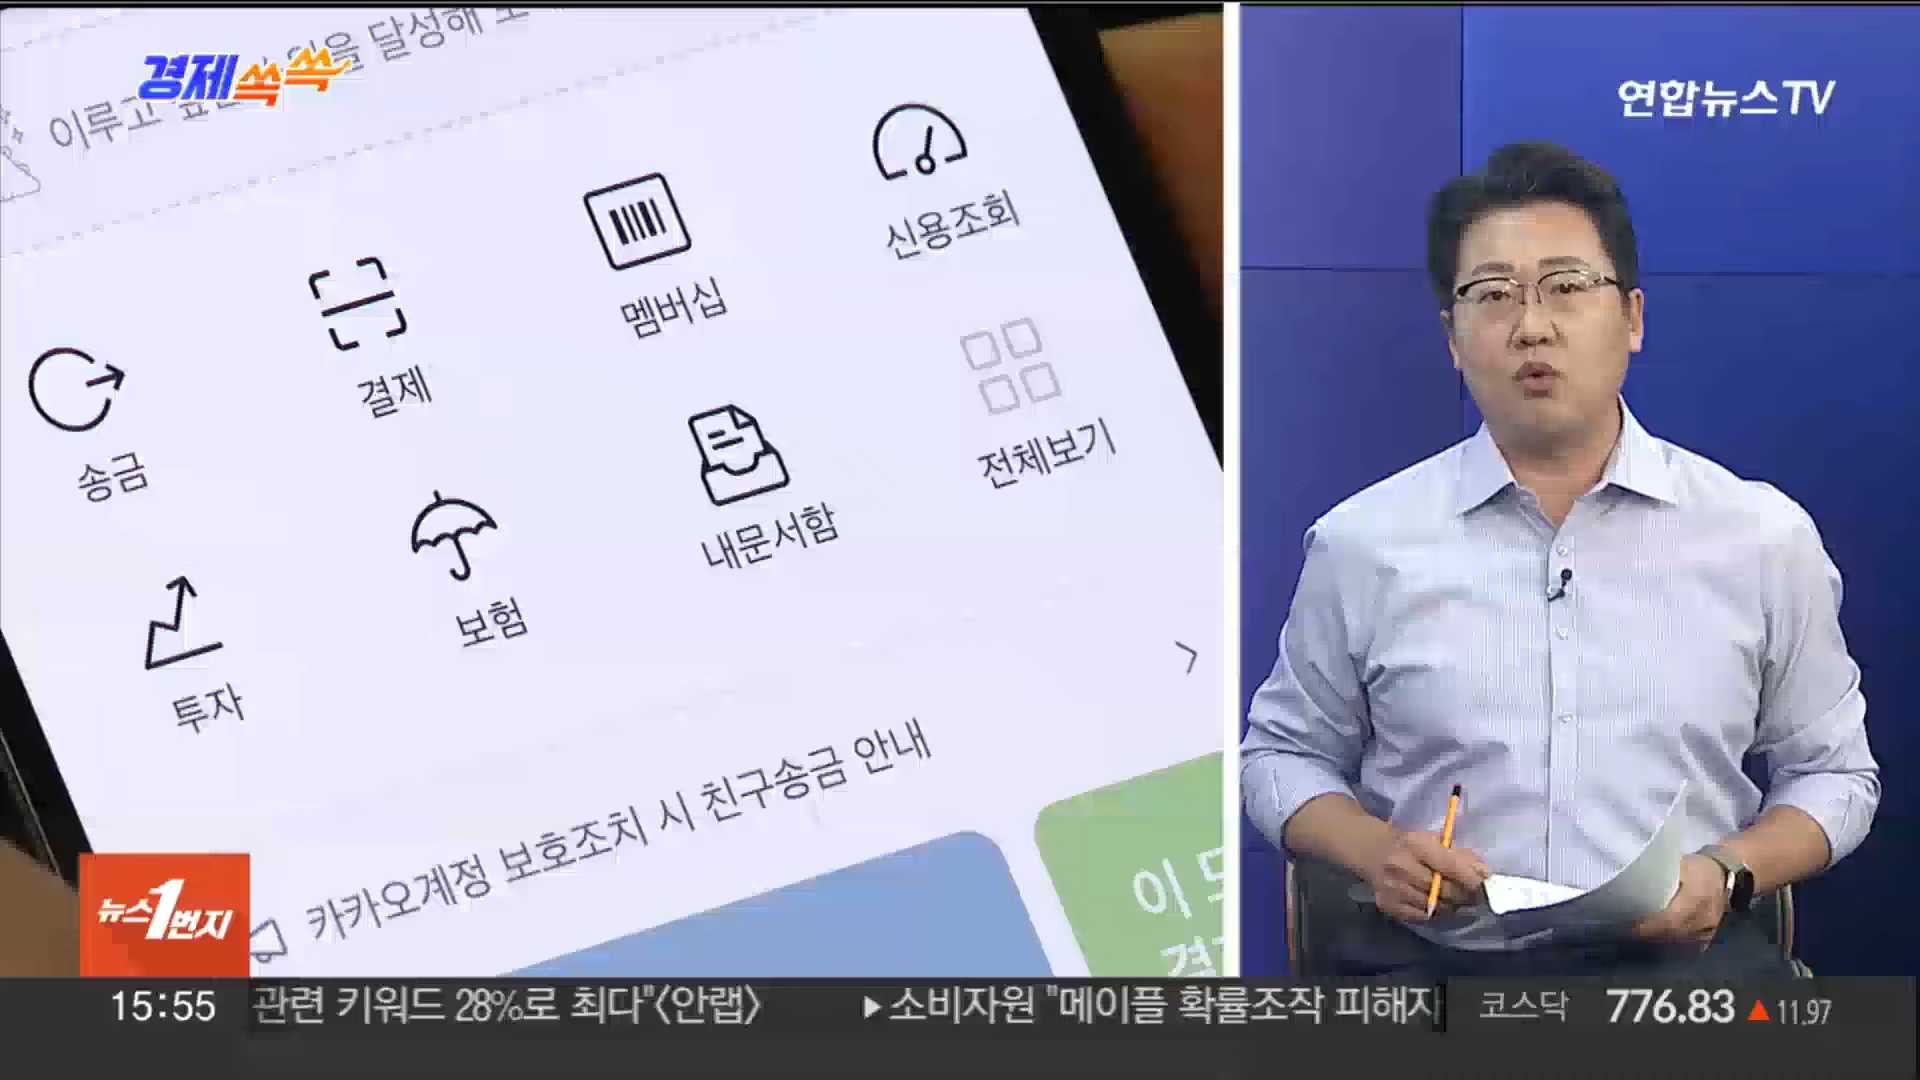 경제쏙쏙
달성해
이루고
연합뉴스TV
신용조회
멤버십
결제
송금
전체보기
내문서함
보험
투자
카카오계정 보호조치 시 친구송금 안내
이
뉴스1번지
15:55 관련 키워드 28%로 최다"<안랩> ▶소비자원 "메이플 확률조작 피해자 코스닥 776.83 ▲11.97